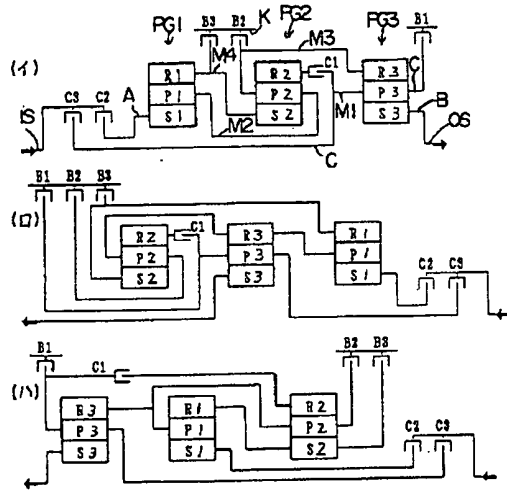 PG1 B3 K PG2 PG3
B2 M3 B1
(イ) R1 M4 R2 C1 R3 C
C3 C2 A P1 P2 P3 B
IS S1 M2 S2 M1 S3 OS
C
B1 B2 B3
(ロ) R2 C1 R3 R1
P2 P3 P1
S2 S3 S1 C2 C3
B1 B2 B3
(ハ) C1
R3 R1 R2
P3 P1 P2 C2 C3
S3 S1 S2